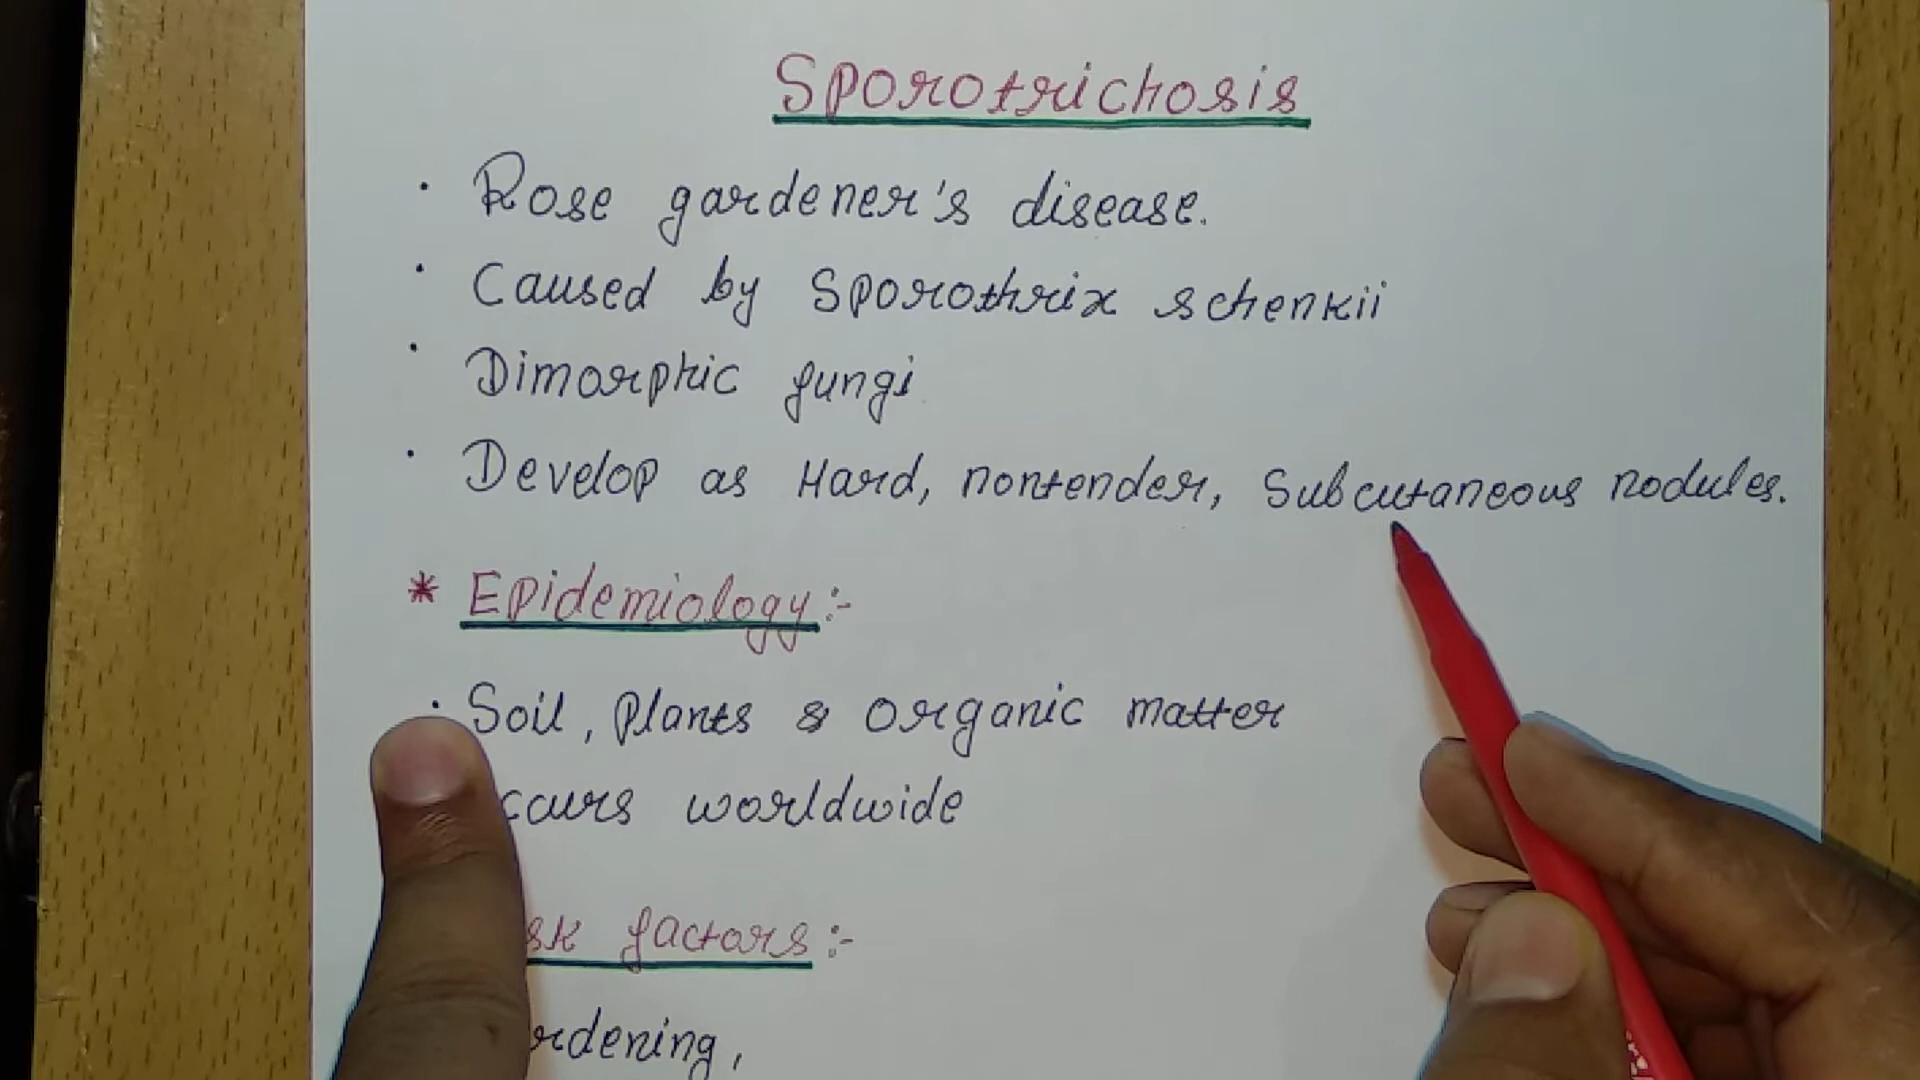 Sporotrichosis
· Rose gardener's disease.
· Caused by Sporothrix schenkii
· Dimorphic fungi
· Develop as Hard, nontender, Subcutaneous nodules.
* Epidemiology:-
· Soil, Plants & organic matter
worldwide
factors:-